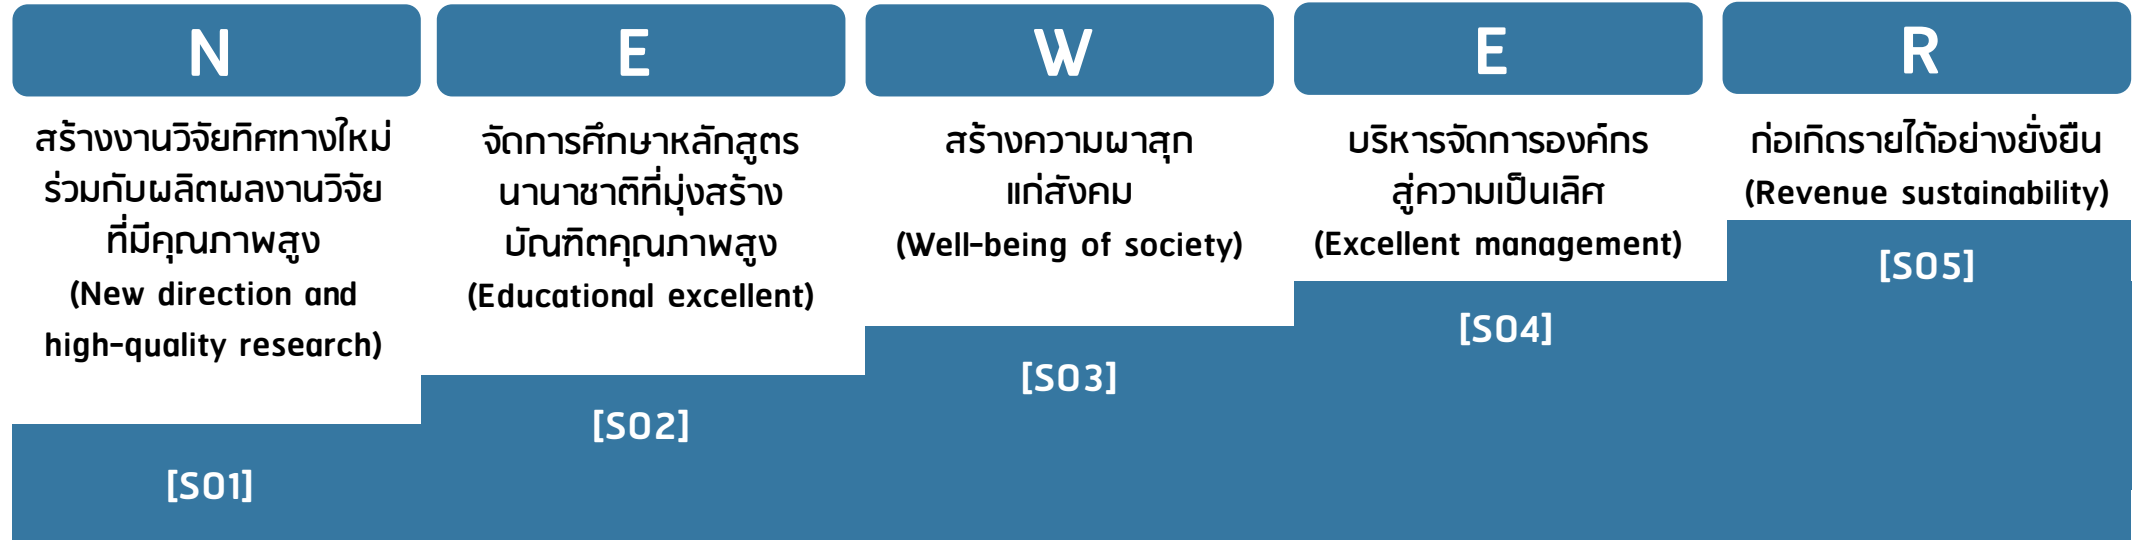 N
สร้างงานวิจัยทิศทางใหม่
ร่วมกับผลิตผลงานวิจัย
ที่มีคุณภาพสูง
(New direction and
high-quality research)
[SO1]
E
จัดการศึกษาหลักสูตร
นานาชาติที่มุ่งสร้าง
บัณฑิตคุณภาพสูง
(Educational excellent)
[SO2]
W
สร้างความผาสุก
แก่สังคม
(Well-being of society)
[SO3]
E
บริหารจัดการองค์กร
สู่ความเป็นเลิศ
(Excellent management)
[SO4]
R
ก่อเกิดรายได้อย่างยั่งยืน
(Revenue sustainability)
[SO5]